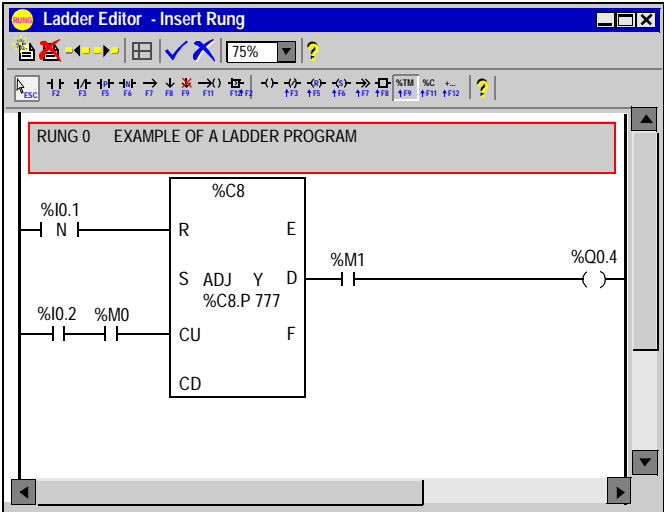 RUNG Ladder Editor - Insert Rung
75% ?
ESC F2 F3 P F5 N F6 F7 F8 F9 F11 F12 F2 F3 R F5 S F6 F7 F8 %TM F9 %C F11 +... F12 ?
RUNG 0 EXAMPLE OF A LADDER PROGRAM
%C8
%I0.1
N R E
%M1 %Q0.4
S ADJ Y D
%C8.P 777
%I0.2 %M0
CU F
CD